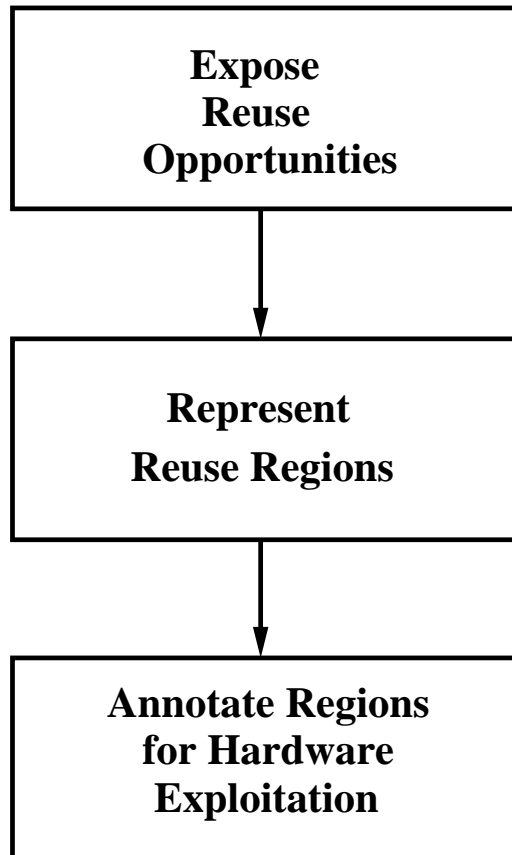 Expose
Reuse
Opportunities
Represent
Reuse Regions
Annotate Regions
for Hardware
Exploitation